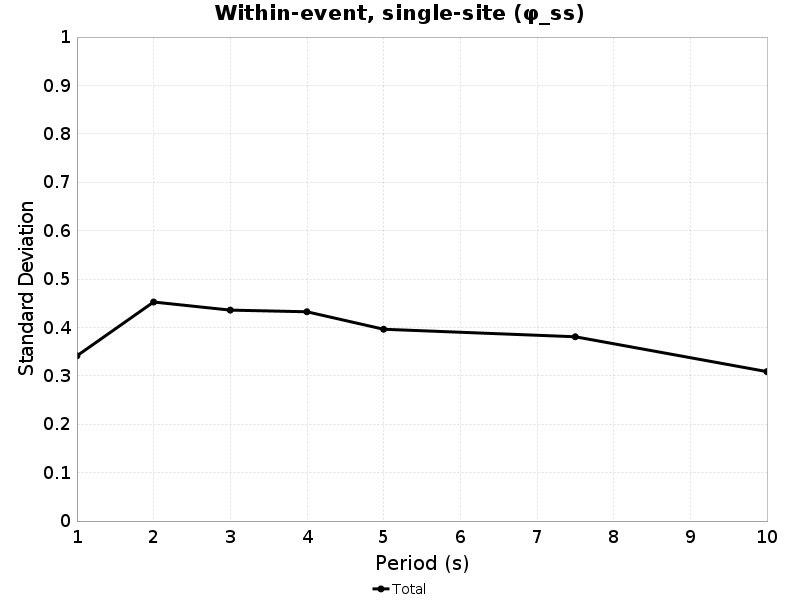 Within-event, single-site (φ_ss)
1
0.9
0.8
0.7
0.6
0.5
0.4
0.3
0.2
0.1
0
Standard Deviation
1 2 3 4 5 6 7 8 9 10
Period (s)
Total